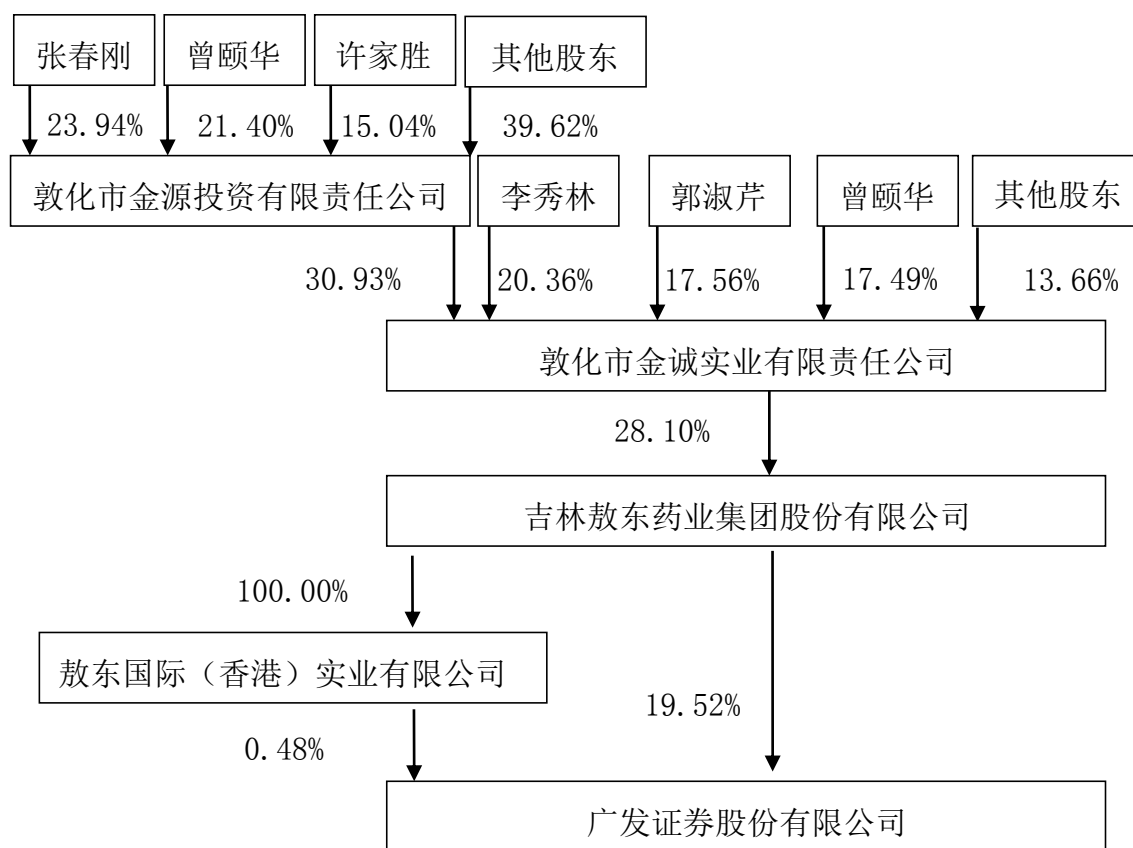 张春刚
曾颐华
许家胜
其他股东
23.94%
21.40%
15.04%
39.62%
敦化市金源投资有限责任公司
李秀林
郭淑芹
曾颐华
其他股东
30.93%
20.36%
17.56%
17.49%
13.66%
敦化市金诚实业有限责任公司
28.10%
吉林敖东药业集团股份有限公司
100.00%
敖东国际（香港）实业有限公司
19.52%
0.48%
广发证券股份有限公司